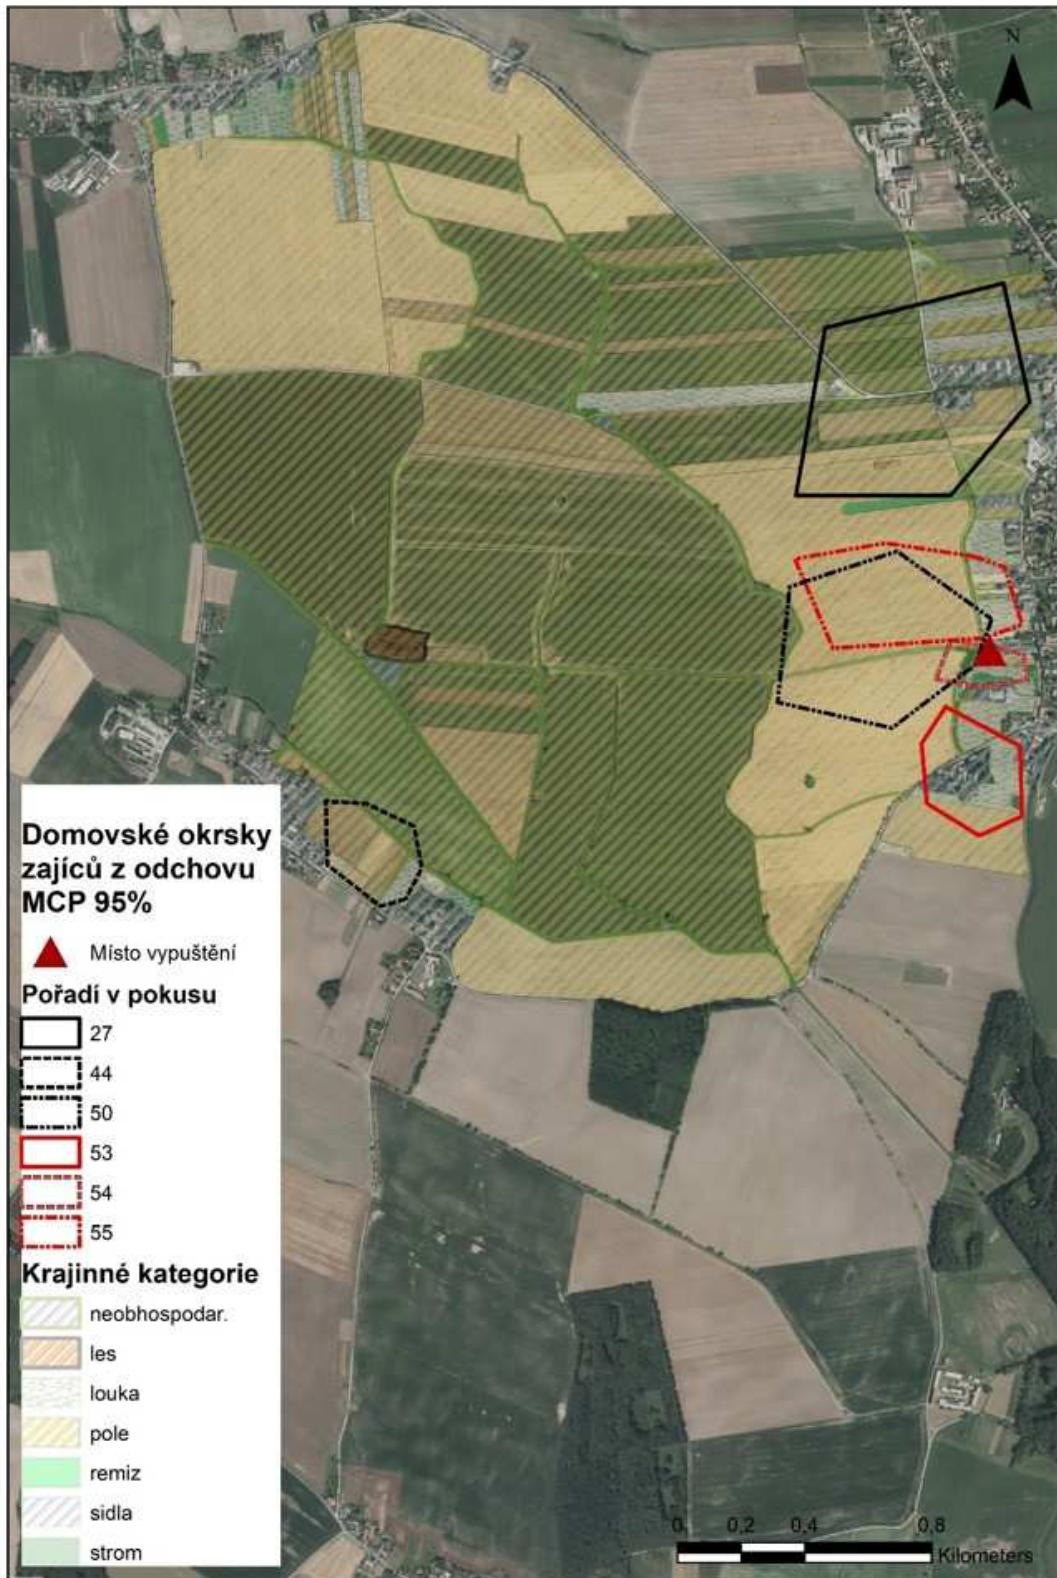 N
Domovské okrsky
zajíců z odchovu
MCP 95%
Místo vypuštění
Pořadí v pokusu
27
44
50
53
54
55
Krajinné kategorie
neobhospodar.
les
louka
pole
remiz
sidla
strom
0 0,2 0,4 0,8
Kilometers